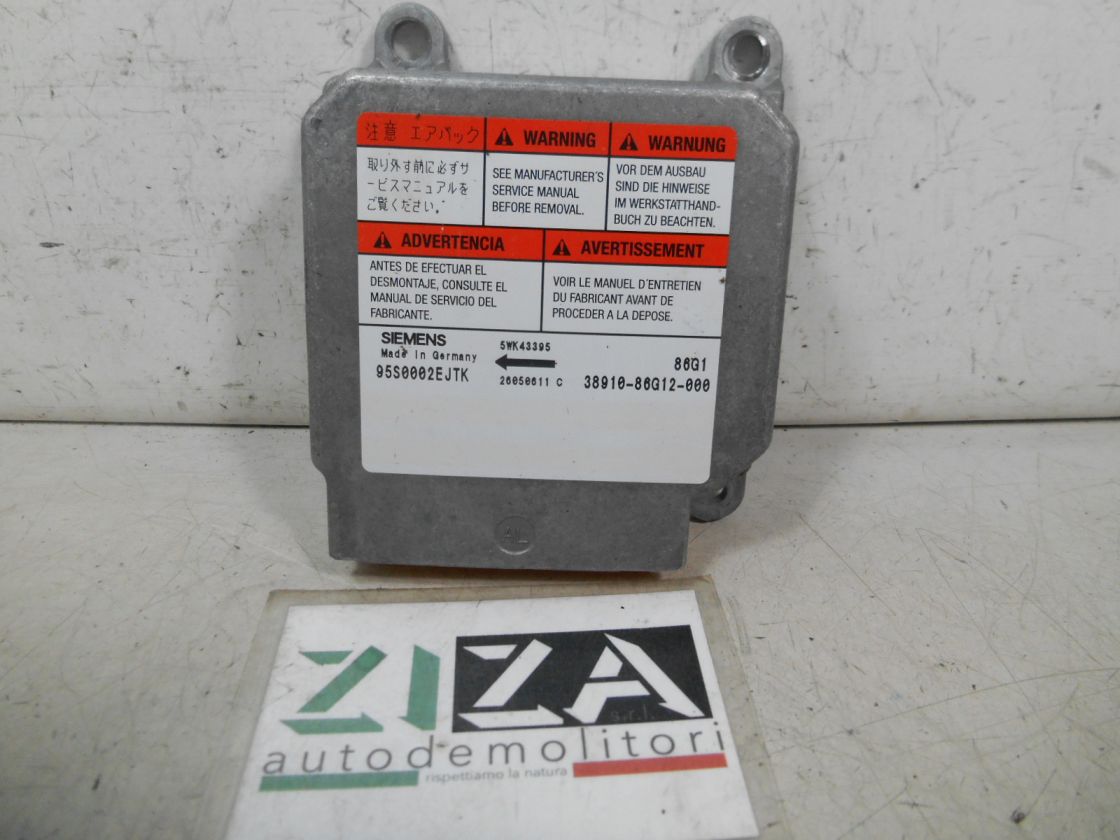 注意 エアバック
取り外す前に必ずサ
ービスマニュアルを
ご覧ください。
WARNING
SEE MANUFACTURER'S
SERVICE MANUAL
BEFORE REMOVAL.
WARNUNG
VOR DEM AUSBAU
SIND DIE HINWEISE
IM WERKSTATTHAND-
BUCH ZU BEACHTEN.
ADVERTENCIA
ANTES DE EFECTUAR EL
DESMONTAJE, CONSULTE EL
MANUAL DE SERVICIO DEL
FABRICANTE.
AVERTISSEMENT
VOIR LE MANUEL D'ENTRETIEN
DU FABRICANT AVANT DE
PROCEDER A LA DEPOSE.
SIEMENS
Made in Germany
95S0002EJTK
5WK43395
26050611 C
86G1
38910-86G12-000
AL
ZIZA
s.r.l.
autodemolitori
rispettiamo la natura